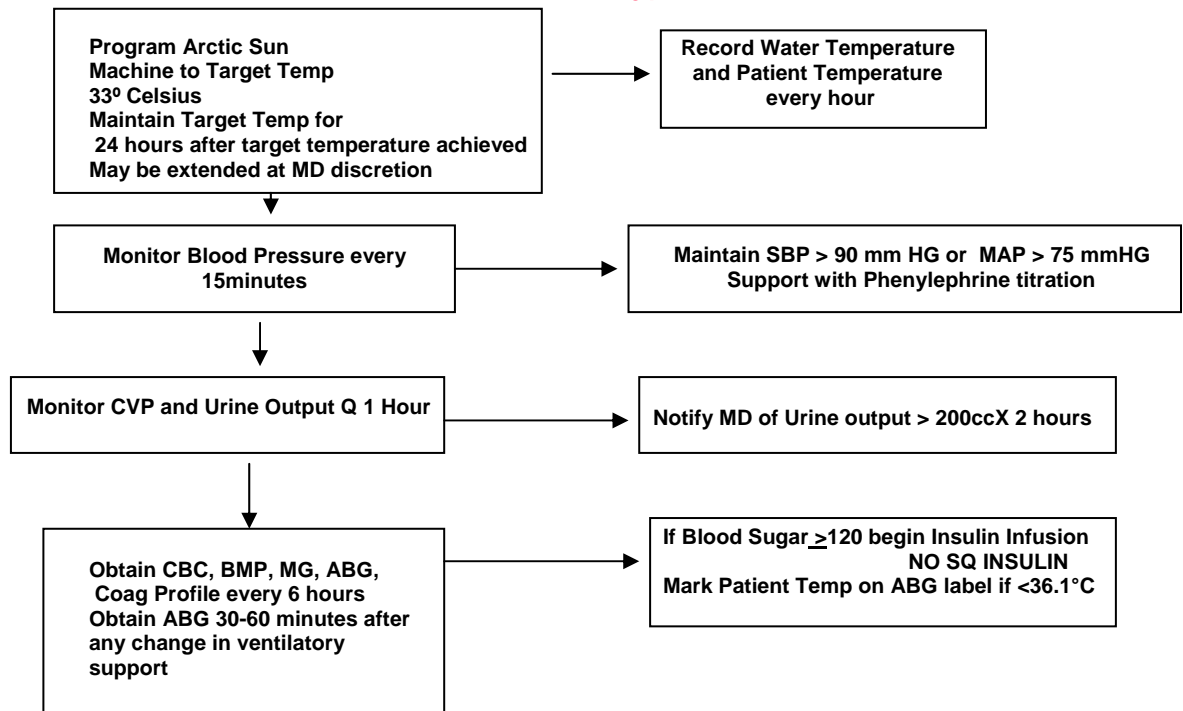 Program Arctic Sun
Machine to Target Temp
33º Celsius
Maintain Target Temp for
24 hours after target temperature achieved
May be extended at MD discretion
Record Water Temperature
and Patient Temperature
every hour
Monitor Blood Pressure every
15minutes
Maintain SBP > 90 mm HG or MAP > 75 mmHG
Support with Phenylephrine titration
Monitor CVP and Urine Output Q 1 Hour
Notify MD of Urine output > 200ccX 2 hours
Obtain CBC, BMP, MG, ABG,
Coag Profile every 6 hours
Obtain ABG 30-60 minutes after
any change in ventilatory
support
If Blood Sugar >120 begin Insulin Infusion
NO SQ INSULIN
Mark Patient Temp on ABG label if <36.1°C